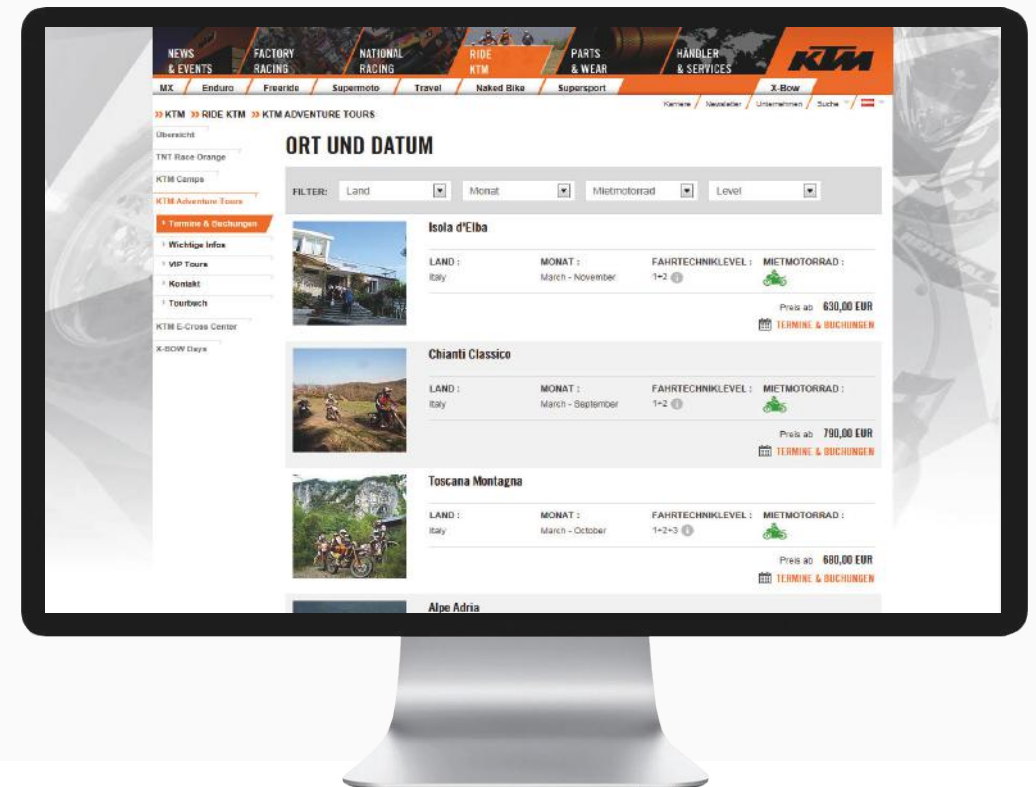 NEWS & EVENTS
FACTORY RACING
NATIONAL RACING
RIDE KTM
PARTS & WEAR
HÄNDLER & SERVICES
KTM
MX / Enduro / Freeride / Supermoto / Travel / Naked Bike / Supersport
X-Bow
Karriere / Newsletter / Unternehmen / Suche
KTM RIDE KTM KTM ADVENTURE TOURS
Übersicht
TNT Race Orange
KTM Camps
KTM Adventure Tours
Termine & Buchungen
Wichtige Infos
VIP Tours
Kontakt
Tourbuch
KTM E-Cross Center
X-BOW Days
ORT UND DATUM
FILTER: Land Monat Mietmotorrad Level
Isola d'Elba
LAND : MONAT : FAHRTECHNIKLEVEL : MIETMOTORRAD :
Italy March - November 1+2
Preis ab 630,00 EUR
TERMINE & BUCHUNGEN
Chianti Classico
LAND : MONAT : FAHRTECHNIKLEVEL : MIETMOTORRAD :
Italy March - September 1+2
Preis ab 790,00 EUR
TERMINE & BUCHUNGEN
Toscana Montagna
LAND : MONAT : FAHRTECHNIKLEVEL : MIETMOTORRAD :
Italy March - October 1+2+3
Preis ab 680,00 EUR
TERMINE & BUCHUNGEN
Alpe Adria